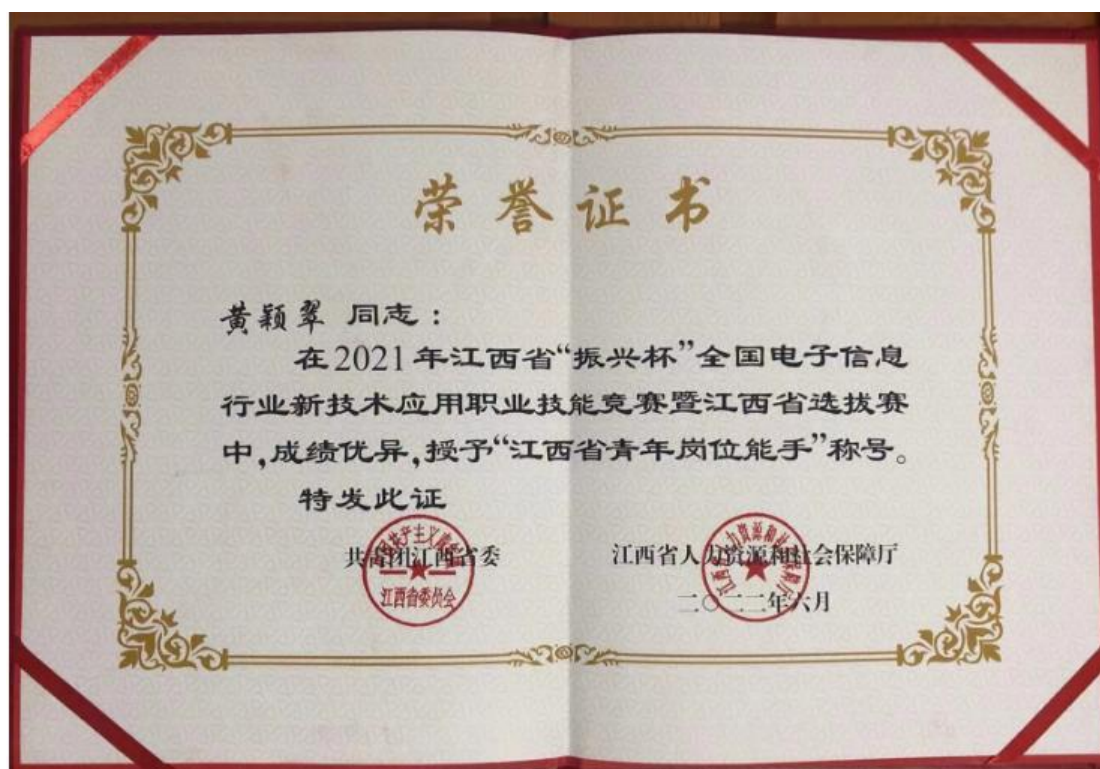 荣誉证书
黄颖翠 同志：
在2021年江西省“振兴杯”全国电子信息
行业新技术应用职业技能竞赛暨江西省选拔赛
中，成绩优异，授予“江西省青年岗位能手”称号。
特发此证
共青团江西省委 江西省人力资源和社会保障厅
江西省委员会
二〇二二年六月